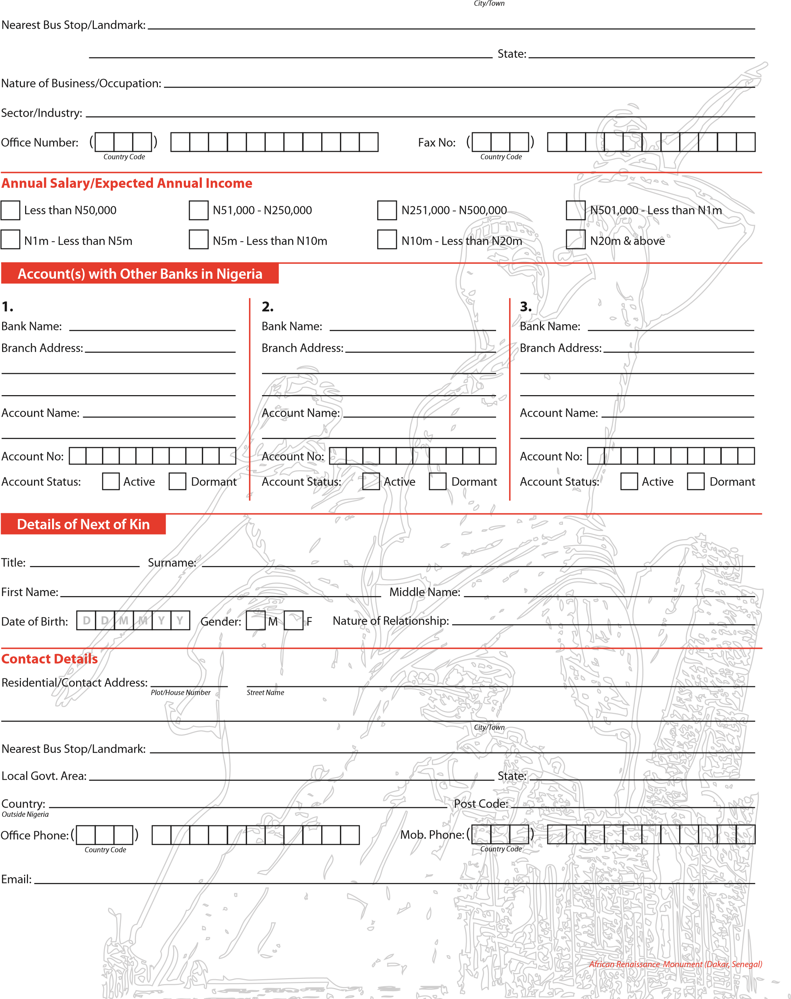 City/Town
Nearest Bus Stop/Landmark:
State:
Nature of Business/Occupation:
Sector/Industry:
Office Number: ( ) Fax No: ( )
Country Code Country Code
Annual Salary/Expected Annual Income
Less than N50,000 N51,000 - N250,000 N251,000 - N500,000 N501,000 - Less than N1m
N1m - Less than N5m N5m - Less than N10m N10m - Less than N20m N20m & above
Account(s) with Other Banks in Nigeria
1. 2. 3.
Bank Name: Bank Name: Bank Name:
Branch Address: Branch Address: Branch Address:
Account Name: Account Name: Account Name:
Account No: Account No: Account No:
Account Status: Active Dormant Account Status: Active Dormant Account Status: Active Dormant
Details of Next of Kin
Title: Surname:
First Name: Middle Name:
Date of Birth: D D M M Y Y Gender: M F Nature of Relationship:
Contact Details
Residential/Contact Address:
Plot/House Number Street Name
City/Town
Nearest Bus Stop/Landmark:
Local Govt. Area: State:
Country: Post Code:
Outside Nigeria
Office Phone: ( ) Mob. Phone: ( )
Country Code Country Code
Email:
African Renaissance Monument (Dakar, Senegal)